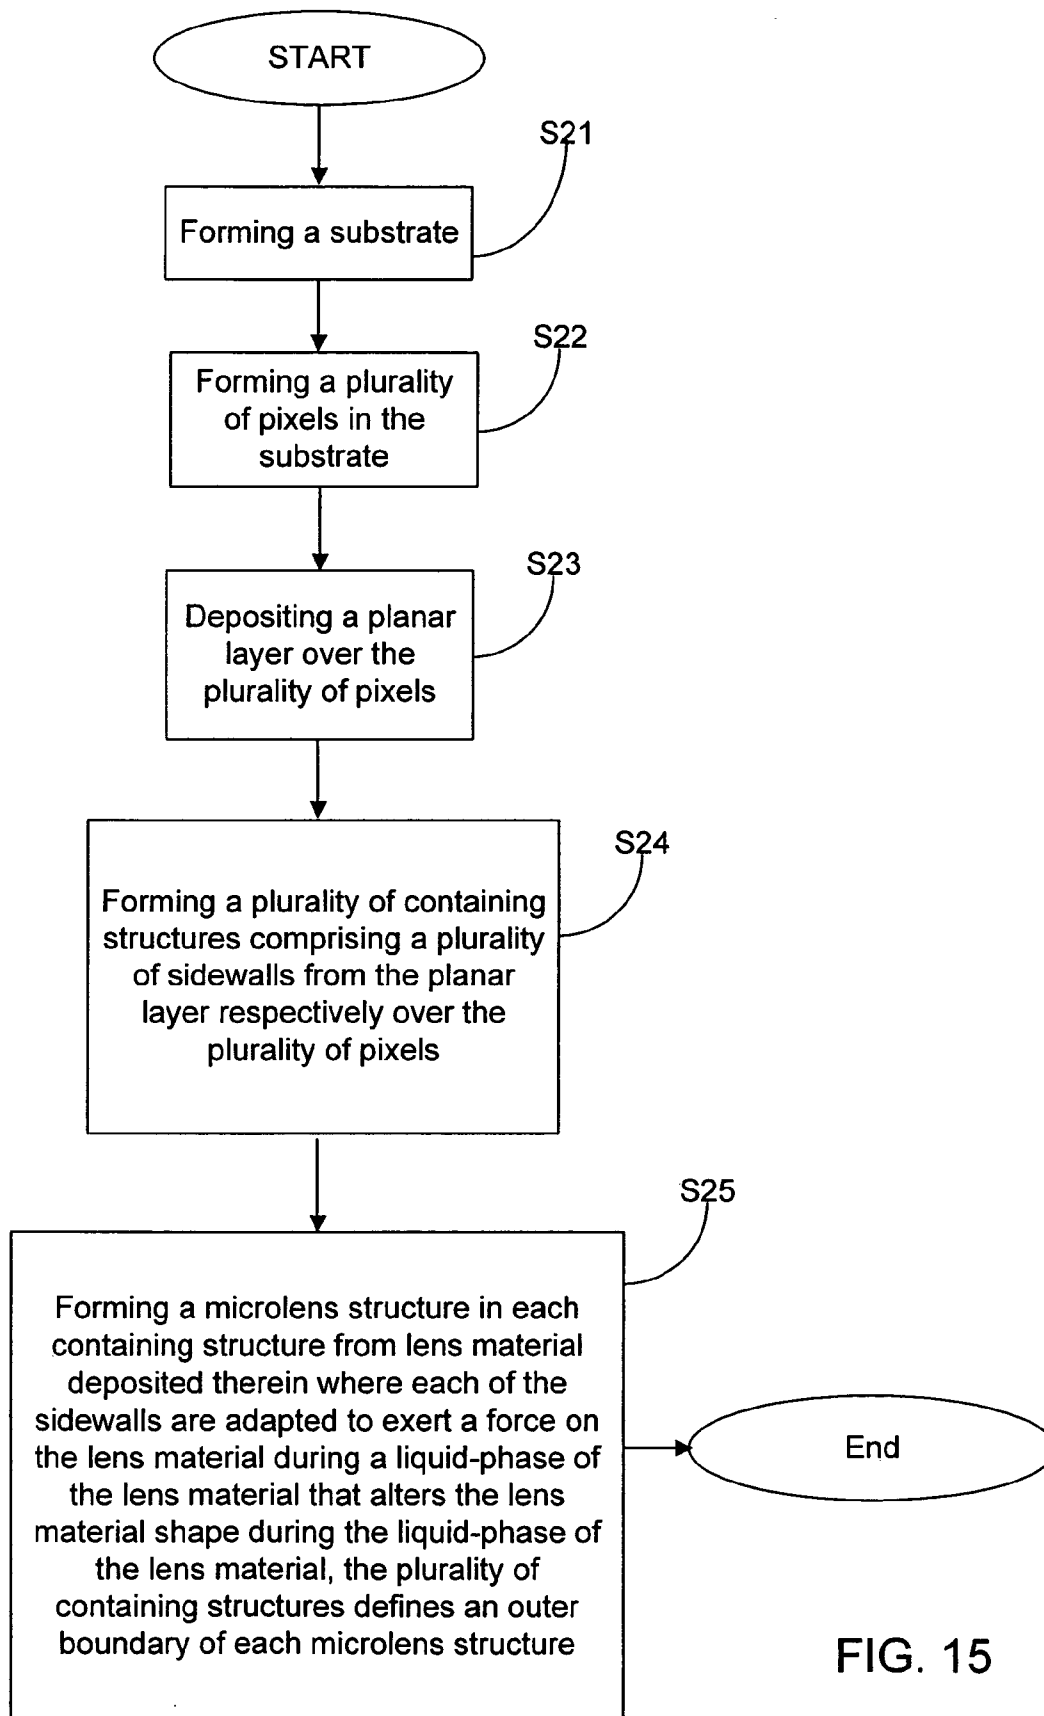 START
S21
Forming a substrate
S22
Forming a plurality
of pixels in the
substrate
S23
Depositing a planar
layer over the
plurality of pixels
S24
Forming a plurality of containing
structures comprising a plurality
of sidewalls from the planar
layer respectively over the
plurality of pixels
S25
Forming a microlens structure in each
containing structure from lens material
deposited therein where each of the
sidewalls are adapted to exert a force on
the lens material during a liquid-phase of
the lens material that alters the lens
material shape during the liquid-phase of
the lens material, the plurality of
containing structures defines an outer
boundary of each microlens structure
End
FIG. 15